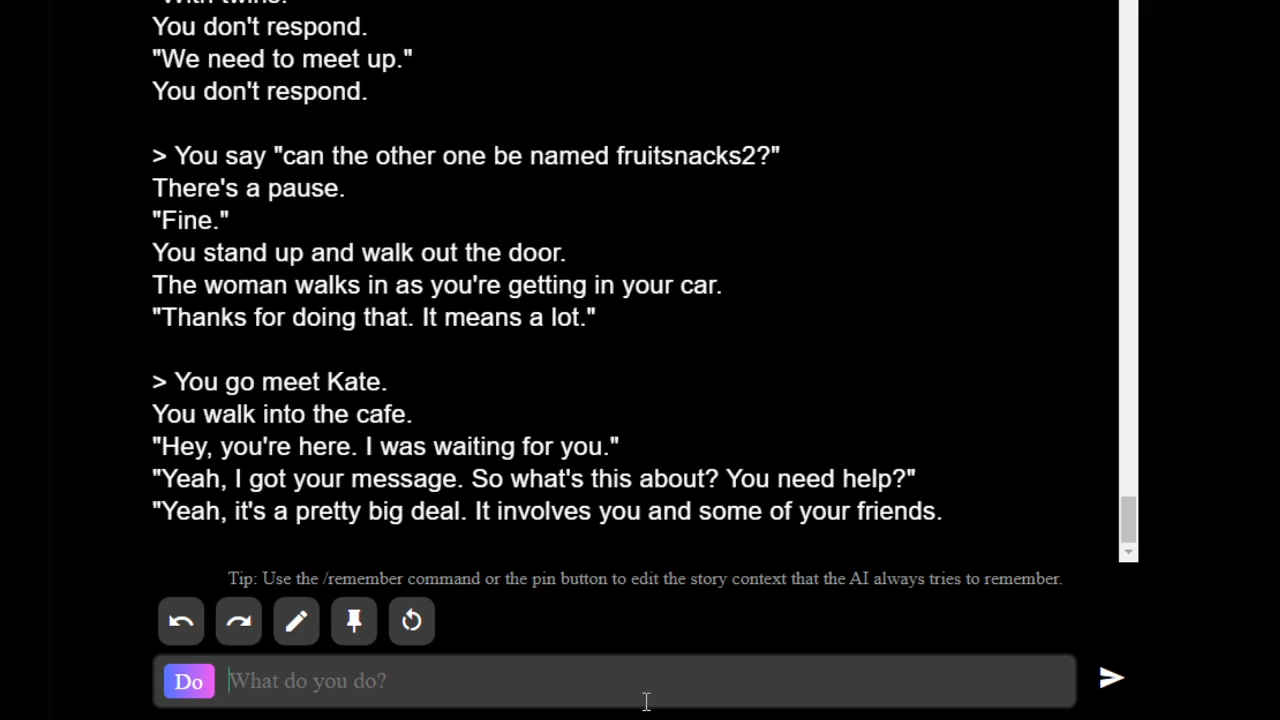 "With twins."
You don't respond.
"We need to meet up."
You don't respond.
> You say "can the other one be named fruitsnacks2?"
There's a pause.
"Fine."
You stand up and walk out the door.
The woman walks in as you're getting in your car.
"Thanks for doing that. It means a lot."
> You go meet Kate.
You walk into the cafe.
"Hey, you're here. I was waiting for you."
"Yeah, I got your message. So what's this about? You need help?"
"Yeah, it's a pretty big deal. It involves you and some of your friends.
Tip: Use the /remember command or the pin button to edit the story context that the AI always tries to remember.
Do What do you do?